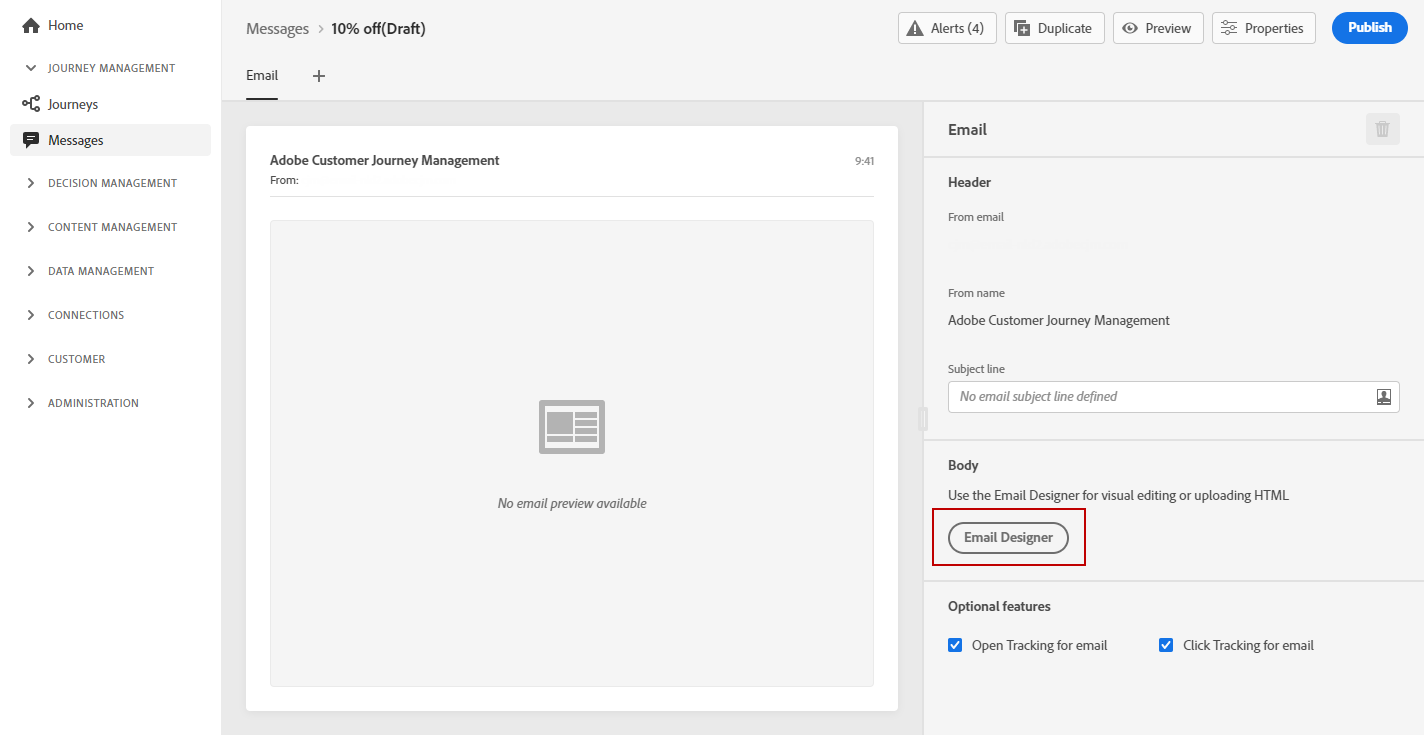 Home
JOURNEY MANAGEMENT
Journeys
Messages
DECISION MANAGEMENT
CONTENT MANAGEMENT
DATA MANAGEMENT
CONNECTIONS
CUSTOMER
ADMINISTRATION
Messages > 10% off(Draft)
Alerts (4)
Duplicate
Preview
Properties
Publish
Email
Adobe Customer Journey Management
9:41
From:
No email preview available
Email
Header
From email
From name
Adobe Customer Journey Management
Subject line
No email subject line defined
Body
Use the Email Designer for visual editing or uploading HTML
Email Designer
Optional features
Open Tracking for email
Click Tracking for email